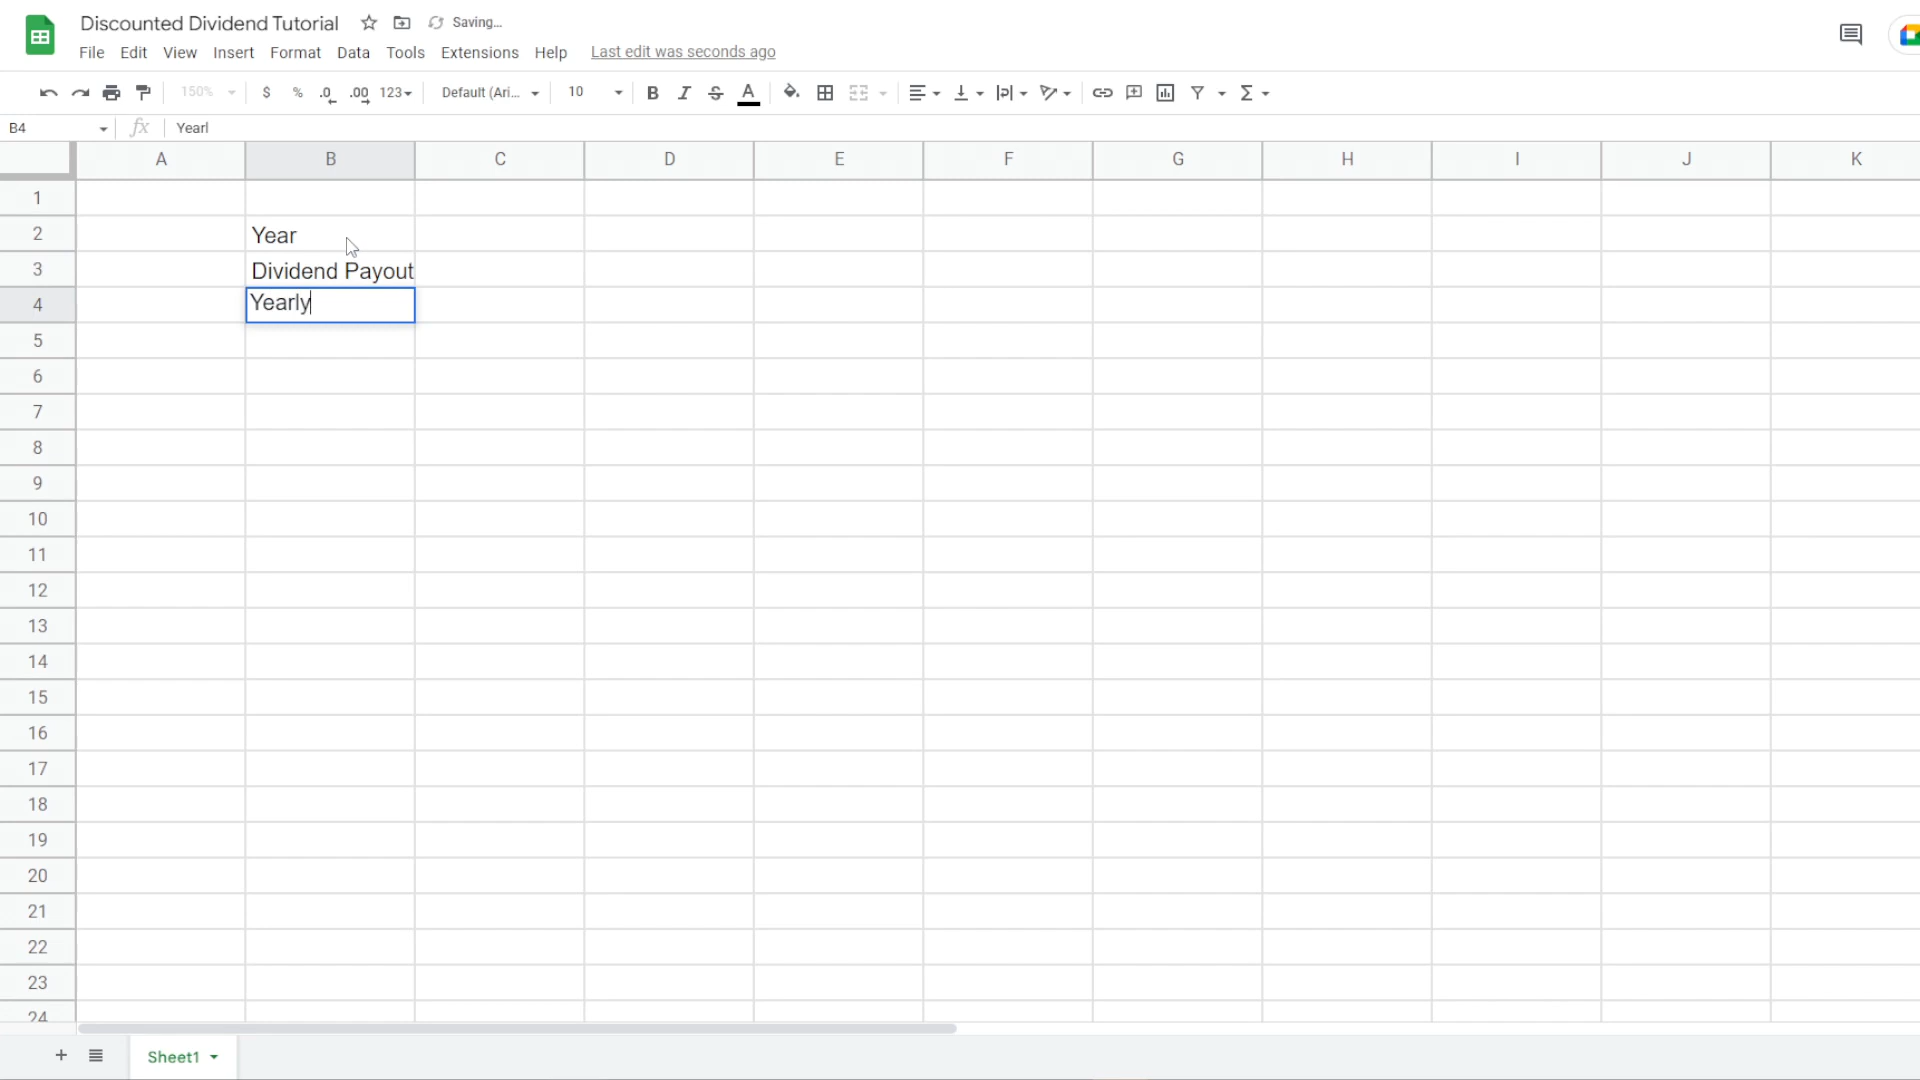 Discounted Dividend Tutorial Saving...
File Edit View Insert Format Data Tools Extensions Help Last edit was seconds ago
150% $ % .0 .00 123 Default (Ari... 10 B I S A
B4 fx Yearl
A B C D E F G H I J K
1
2 Year
3 Dividend Payout
4 Yearly
5
6
7
8
9
10
11
12
13
14
15
16
17
18
19
20
21
22
23
24
+ Sheet1